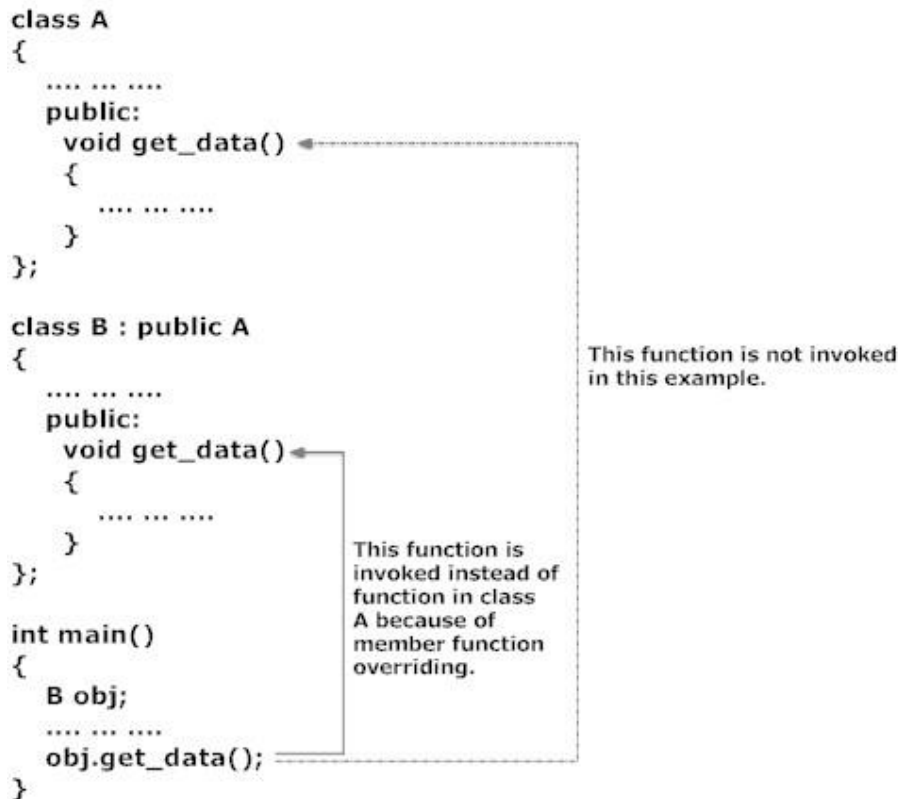 class A
{
.... ... ....
public:
void get_data()
{
.... ... ....
}
};
class B : public A
{
.... ... ....
public:
void get_data()
{
.... ... ....
}
};
int main()
{
B obj;
.... ... ....
obj.get_data();
}
This function is not invoked
in this example.
This function is
invoked instead of
function in class
A because of
member function
overriding.